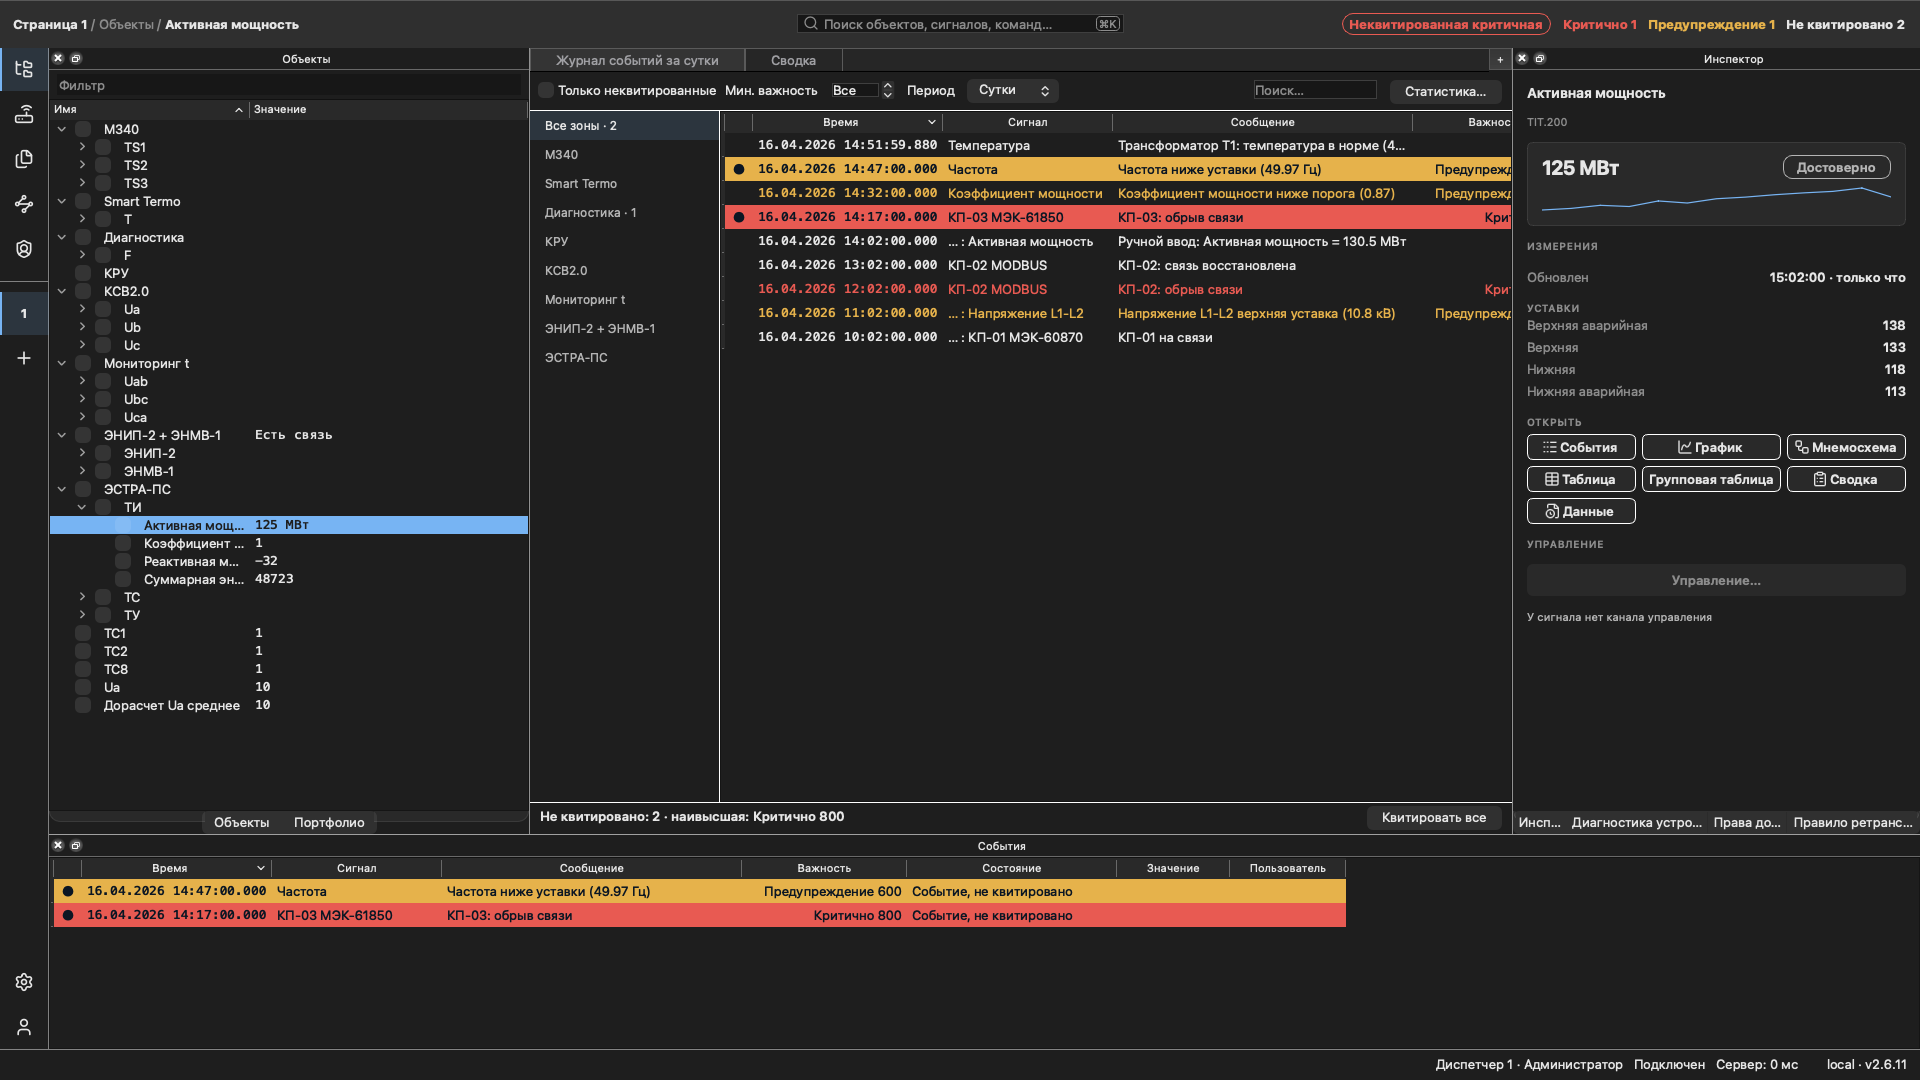 Страница 1 / Объекты / Активная мощность
Поиск объектов, сигналов, команд... ⌘K
Неквитированная критичная Критично 1 Предупреждение 1 Не квитировано 2
Объекты
Фильтр
Имя Значение
М340
TS1
TS2
TS3
Smart Termo
T
Диагностика
F
КРУ
КСВ2.0
Ua
Ub
Uc
Мониторинг t
Uab
Ubc
Uca
ЭНИП-2 + ЭНМВ-1 Есть связь
ЭНИП-2
ЭНМВ-1
ЭСТРА-ПС
ТИ
Активная мощ... 125 МВт
Коэффициент ... 1
Реактивная м... −32
Суммарная эн... 48723
ТС
ТУ
ТС1 1
ТС2 1
ТС8 1
Ua 10
Дорасчет Ua среднее 10
Объекты Портфолио
Журнал событий за сутки Сводка +
Только неквитированные Мин. важность Все Период Сутки Поиск... Статистика...
Все зоны · 2
М340
Smart Termo
Диагностика · 1
КРУ
КСВ2.0
Мониторинг t
ЭНИП-2 + ЭНМВ-1
ЭСТРА-ПС
Время Сигнал Сообщение Важнос
16.04.2026 14:51:59.880 Температура Трансформатор Т1: температура в норме (4...
16.04.2026 14:47:00.000 Частота Частота ниже уставки (49.97 Гц) Предупрежд
16.04.2026 14:32:00.000 Коэффициент мощности Коэффициент мощности ниже порога (0.87) Предупрежд
16.04.2026 14:17:00.000 КП-03 МЭК-61850 КП-03: обрыв связи Крит
16.04.2026 14:02:00.000 ... : Активная мощность Ручной ввод: Активная мощность = 130.5 МВт
16.04.2026 13:02:00.000 КП-02 MODBUS КП-02: связь восстановлена
16.04.2026 12:02:00.000 КП-02 MODBUS КП-02: обрыв связи Крит
16.04.2026 11:02:00.000 ... : Напряжение L1-L2 Напряжение L1-L2 верхняя уставка (10.8 кВ) Предупрежд
16.04.2026 10:02:00.000 ... : КП-01 МЭК-60870 КП-01 на связи
Не квитировано: 2 · наивысшая: Критично 800 Квитировать все
Инспектор
Активная мощность
TIT.200
125 МВт Достоверно
ИЗМЕРЕНИЯ
Обновлен 15:02:00 · только что
УСТАВКИ
Верхняя аварийная 138
Верхняя 133
Нижняя 118
Нижняя аварийная 113
ОТКРЫТЬ
События График Мнемосхема
Таблица Групповая таблица Сводка
Данные
УПРАВЛЕНИЕ
Управление...
У сигнала нет канала управления
Инсп... Диагностика устро... Права до... Правило ретранс...
1
События
Время Сигнал Сообщение Важность Состояние Значение Пользователь
16.04.2026 14:47:00.000 Частота Частота ниже уставки (49.97 Гц) Предупреждение 600 Событие, не квитировано
16.04.2026 14:17:00.000 КП-03 МЭК-61850 КП-03: обрыв связи Критично 800 Событие, не квитировано
Диспетчер 1 · Администратор Подключен Сервер: 0 мс local · v2.6.11